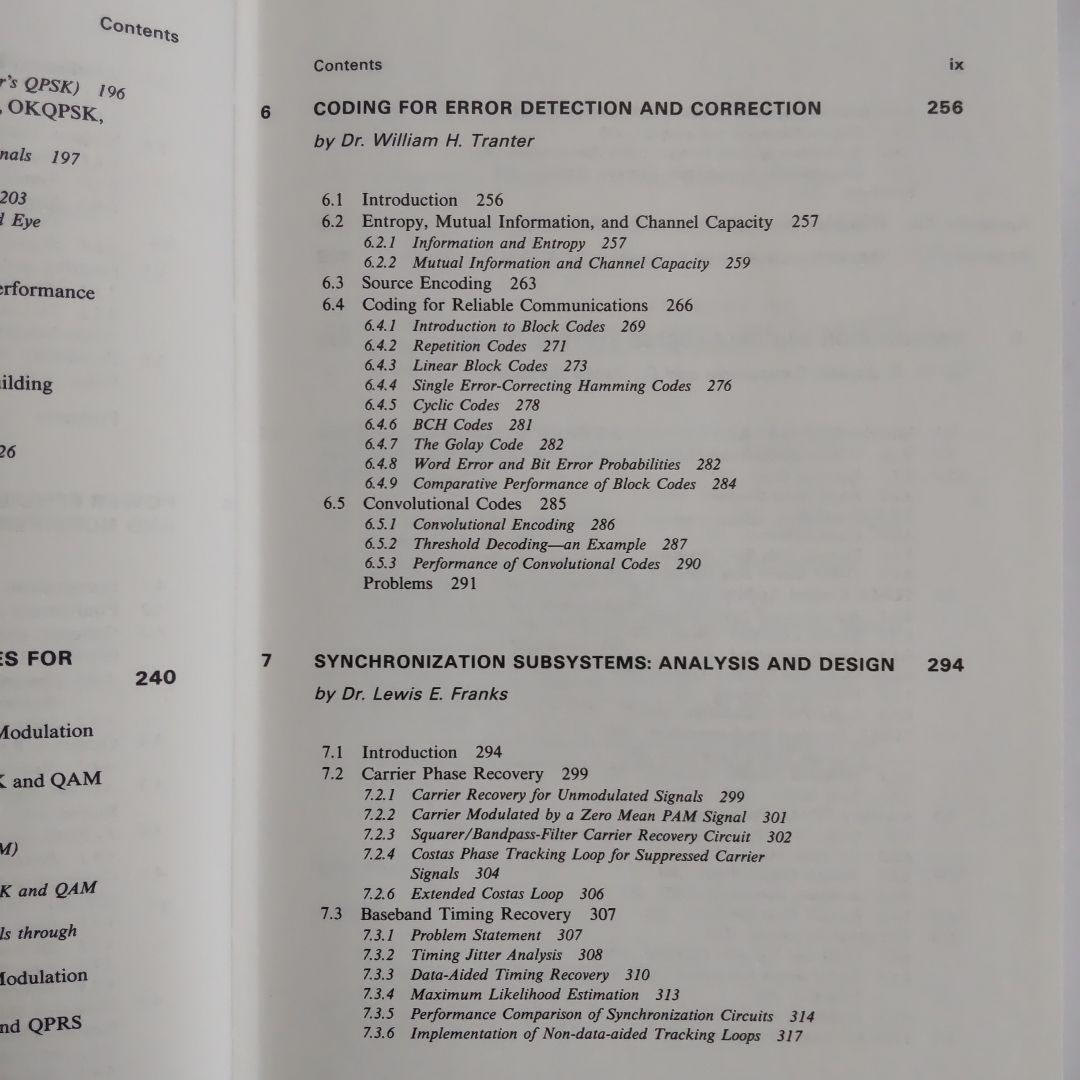 Contents
r's QPSK) 196
, OKQPSK,
nals 197
203
d Eye
erformance
ilding
26
ES FOR
240
Modulation
K and QAM
M)
K and QAM
ls through
Modulation
nd QPRS
Contents ix
6 CODING FOR ERROR DETECTION AND CORRECTION 256
by Dr. William H. Tranter
6.1 Introduction 256
6.2 Entropy, Mutual Information, and Channel Capacity 257
6.2.1 Information and Entropy 257
6.2.2 Mutual Information and Channel Capacity 259
6.3 Source Encoding 263
6.4 Coding for Reliable Communications 266
6.4.1 Introduction to Block Codes 269
6.4.2 Repetition Codes 271
6.4.3 Linear Block Codes 273
6.4.4 Single Error-Correcting Hamming Codes 276
6.4.5 Cyclic Codes 278
6.4.6 BCH Codes 281
6.4.7 The Golay Code 282
6.4.8 Word Error and Bit Error Probabilities 282
6.4.9 Comparative Performance of Block Codes 284
6.5 Convolutional Codes 285
6.5.1 Convolutional Encoding 286
6.5.2 Threshold Decoding—an Example 287
6.5.3 Performance of Convolutional Codes 290
Problems 291
7 SYNCHRONIZATION SUBSYSTEMS: ANALYSIS AND DESIGN 294
by Dr. Lewis E. Franks
7.1 Introduction 294
7.2 Carrier Phase Recovery 299
7.2.1 Carrier Recovery for Unmodulated Signals 299
7.2.2 Carrier Modulated by a Zero Mean PAM Signal 301
7.2.3 Squarer/Bandpass-Filter Carrier Recovery Circuit 302
7.2.4 Costas Phase Tracking Loop for Suppressed Carrier
Signals 304
7.2.6 Extended Costas Loop 306
7.3 Baseband Timing Recovery 307
7.3.1 Problem Statement 307
7.3.2 Timing Jitter Analysis 308
7.3.3 Data-Aided Timing Recovery 310
7.3.4 Maximum Likelihood Estimation 313
7.3.5 Performance Comparison of Synchronization Circuits 314
7.3.6 Implementation of Non-data-aided Tracking Loops 317